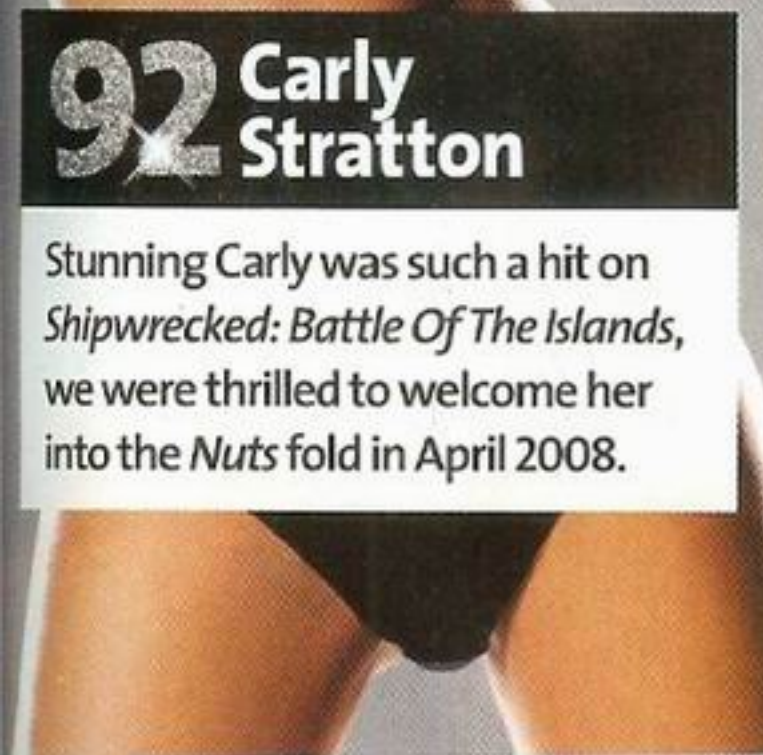 92 Carly
Stratton
Stunning Carly was such a hit on
Shipwrecked: Battle Of The Islands,
we were thrilled to welcome her
into the Nuts fold in April 2008.